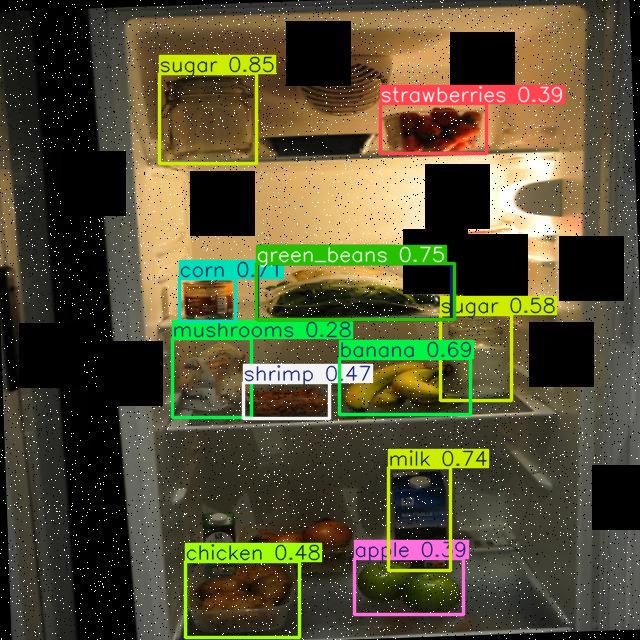 sugar 0.85
strawberries 0.39
green_beans 0.75
corn 0.71
sugar 0.58
mushrooms 0.28
banana 0.69
shrimp 0.47
milk 0.74
chicken 0.48
apple 0.39